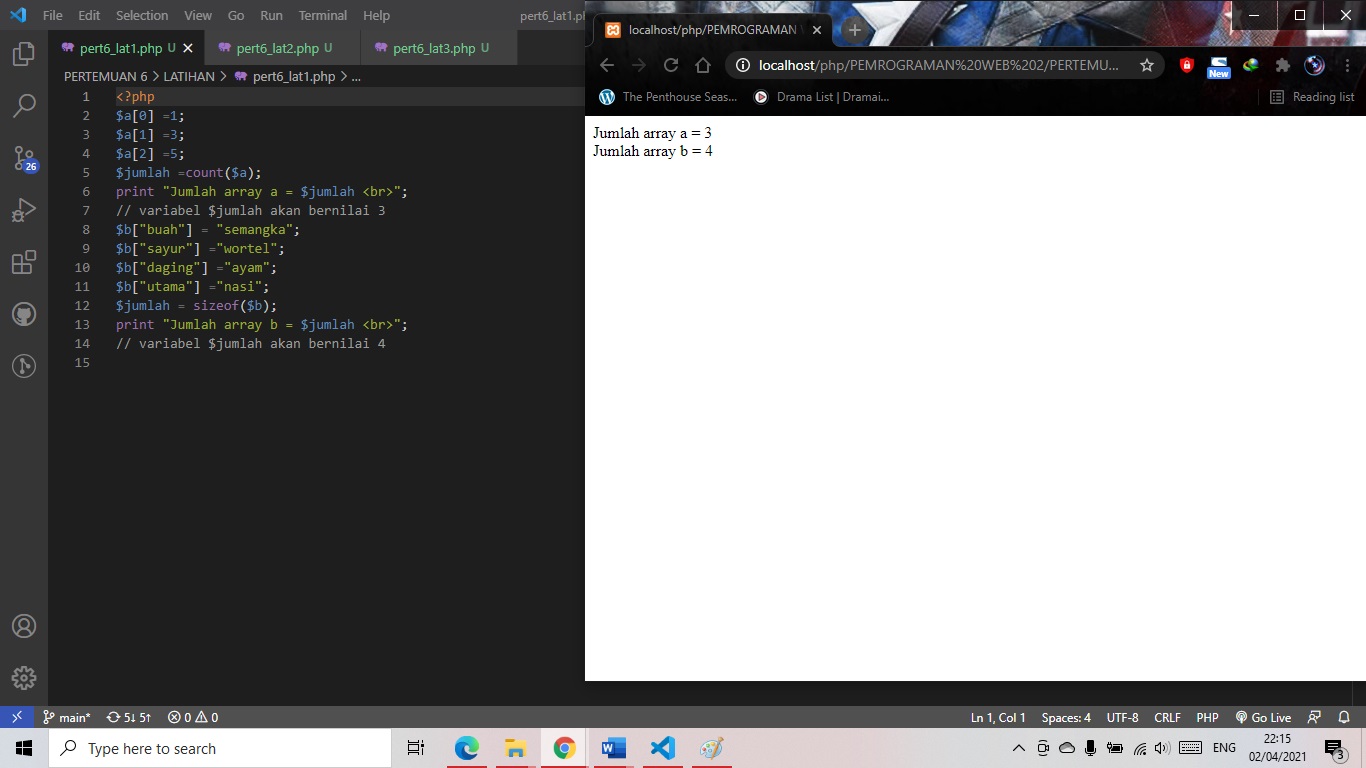 File Edit Selection View Go Run Terminal Help pert6_lat1.ph
pert6_lat1.php U pert6_lat2.php U pert6_lat3.php U
PERTEMUAN 6 > LATIHAN > pert6_lat1.php > ...
1 <?php
2 $a[0] =1;
3 $a[1] =3;
4 $a[2] =5;
5 $jumlah =count($a);
6 print "Jumlah array a = $jumlah <br>";
7 // variabel $jumlah akan bernilai 3
8 $b["buah"] = "semangka";
9 $b["sayur"] ="wortel";
10 $b["daging"] ="ayam";
11 $b["utama"] ="nasi";
12 $jumlah = sizeof($b);
13 print "Jumlah array b = $jumlah <br>";
14 // variabel $jumlah akan bernilai 4
15
26
localhost/php/PEMROGRAMAN W
localhost/php/PEMROGRAMAN%20WEB%202/PERTEMU...
New
The Penthouse Seas... Drama List | Dramai... Reading list
Jumlah array a = 3
Jumlah array b = 4
main* 5↓ 5↑ 0 0 Ln 1, Col 1 Spaces: 4 UTF-8 CRLF PHP Go Live
Type here to search
ENG
22:15
02/04/2021
3